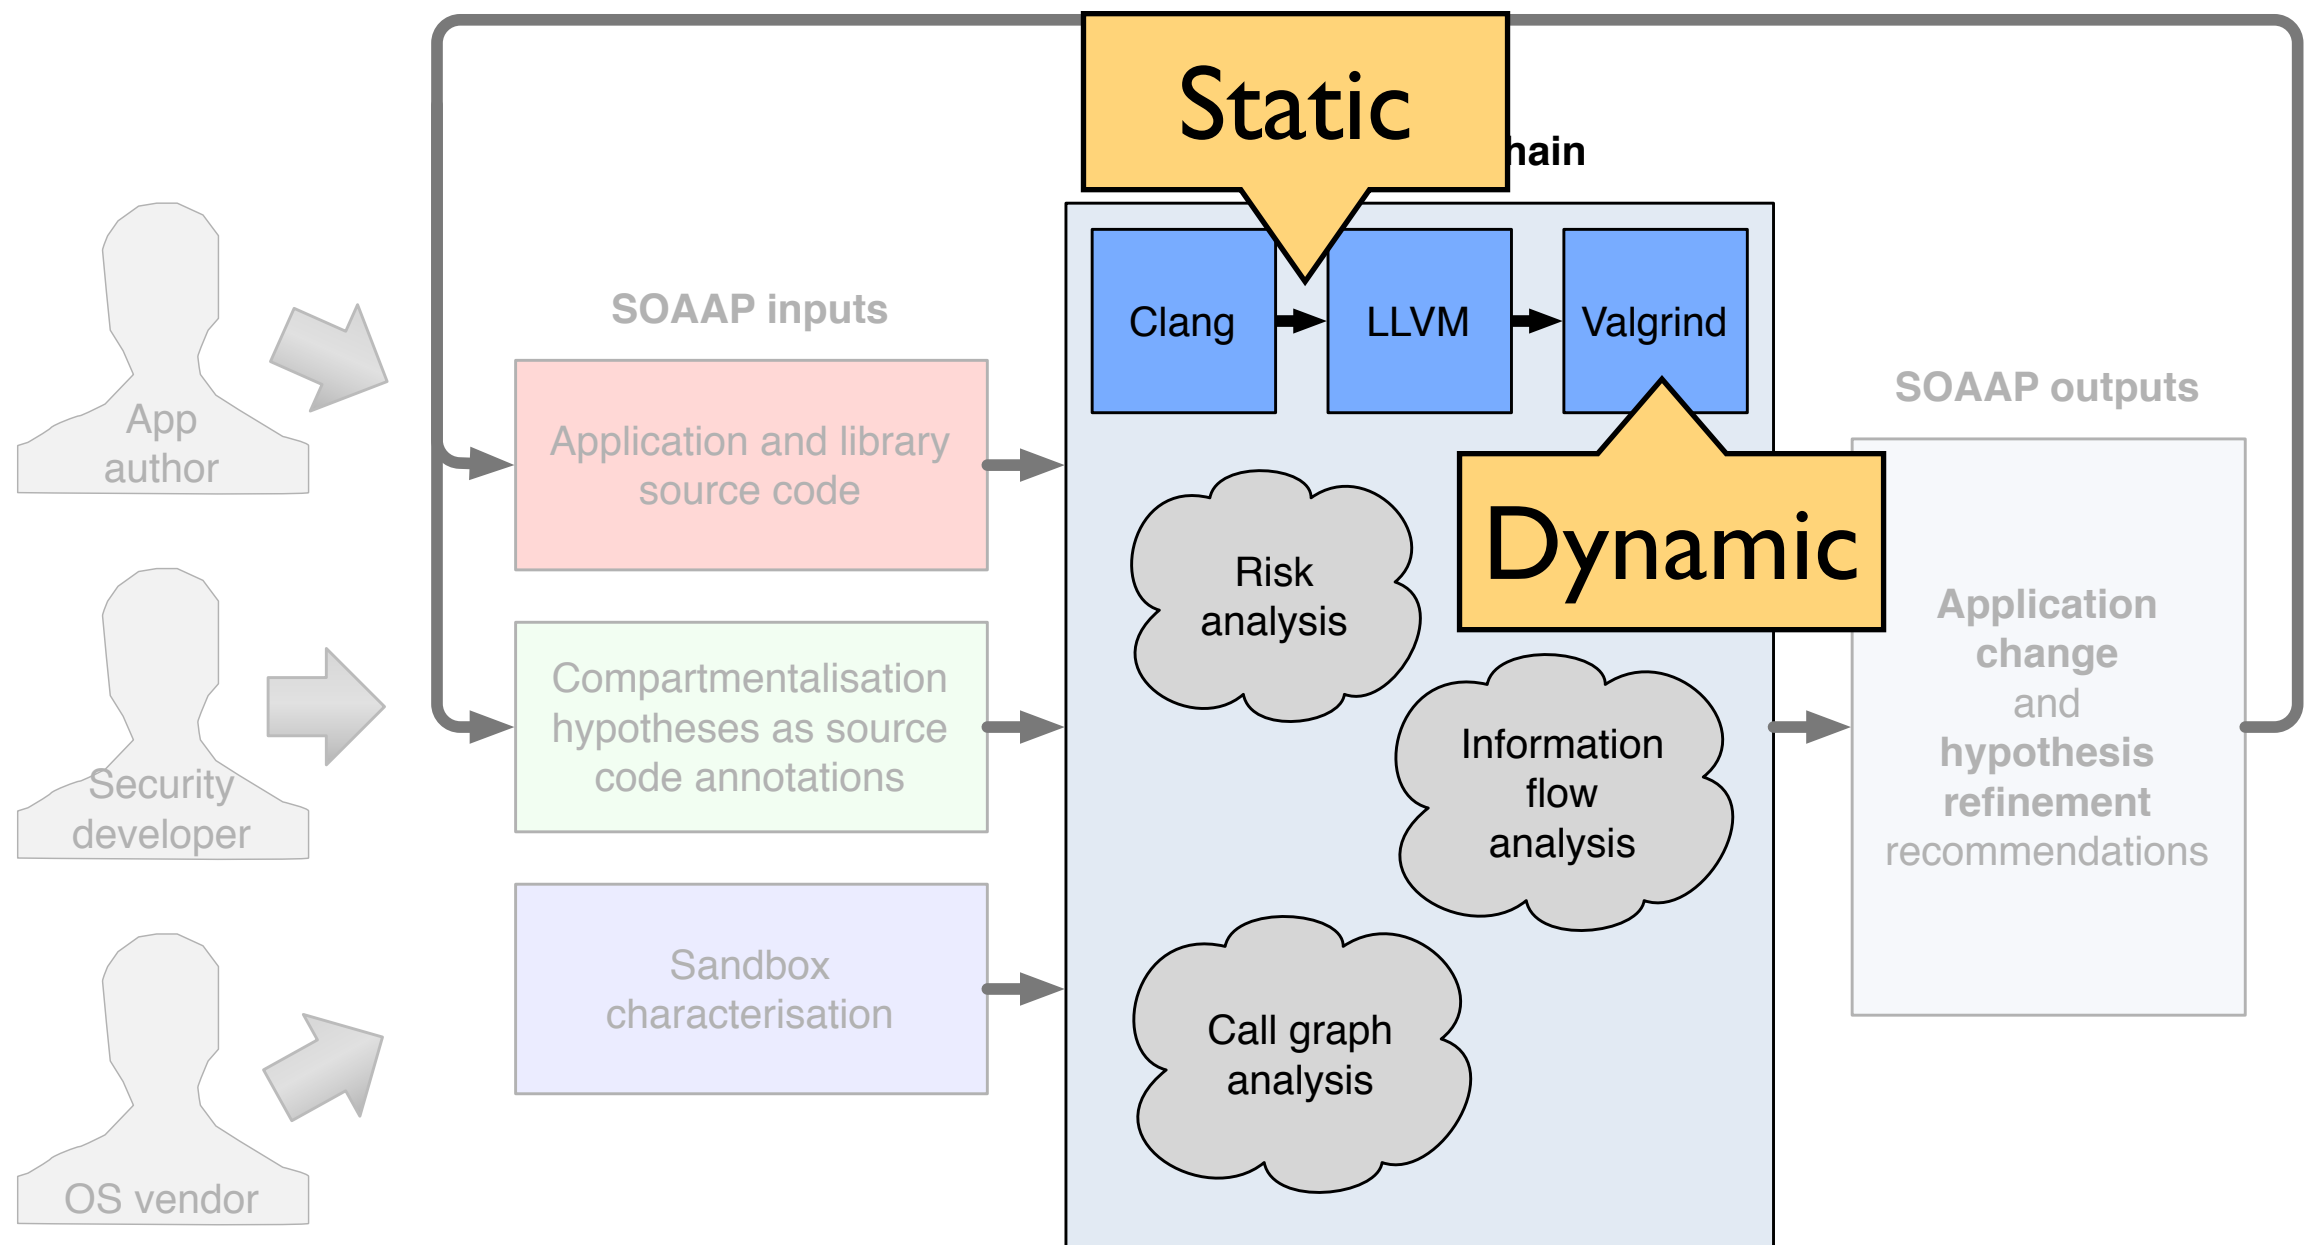 Static
hain
App
author
Security
developer
OS vendor
SOAAP inputs
Application and library
source code
Compartmentalisation
hypotheses as source
code annotations
Sandbox
characterisation
Clang
LLVM
Valgrind
Dynamic
Risk
analysis
Information
flow
analysis
Call graph
analysis
SOAAP outputs
Application
change
and
hypothesis
refinement
recommendations